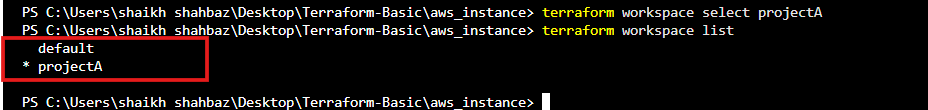 PS C:\Users\shaikh shahbaz\Desktop\Terraform-Basic\aws_instance> terraform workspace select projectA
PS C:\Users\shaikh shahbaz\Desktop\Terraform-Basic\aws_instance> terraform workspace list
  default
* projectA
PS C:\Users\shaikh shahbaz\Desktop\Terraform-Basic\aws_instance>